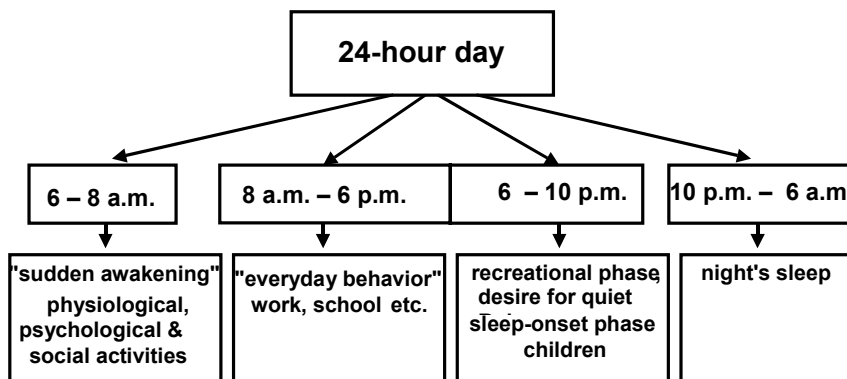 24-hour day
6 – 8 a.m.
8 a.m. – 6 p.m.
6 – 10 p.m.
10 p.m. – 6 a.m
"sudden awakening"
physiological,
psychological &
social activities
"everyday behavior"
work, school etc.
recreational phase,
desire for quiet
sleep-onset phase
children
night's sleep